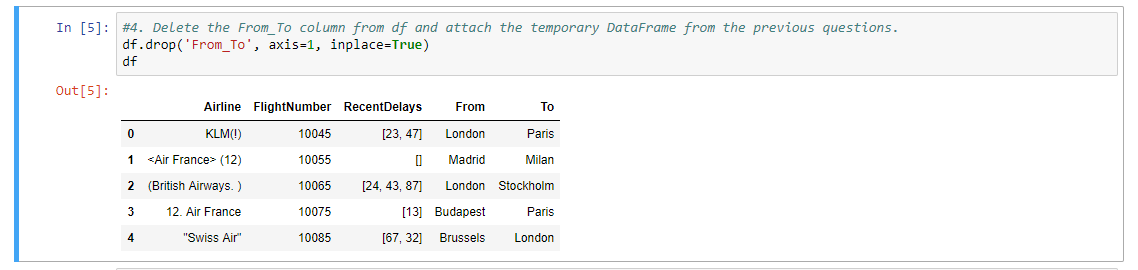 In [5]: #4. Delete the From_To column from df and attach the temporary DataFrame from the previous questions.
df.drop('From_To', axis=1, inplace=True)
df
Out[5]:
Airline FlightNumber RecentDelays From To
0 KLM(!) 10045 [23, 47] London Paris
1 <Air France> (12) 10055 [] Madrid Milan
2 (British Airways. ) 10065 [24, 43, 87] London Stockholm
3 12. Air France 10075 [13] Budapest Paris
4 "Swiss Air" 10085 [67, 32] Brussels London